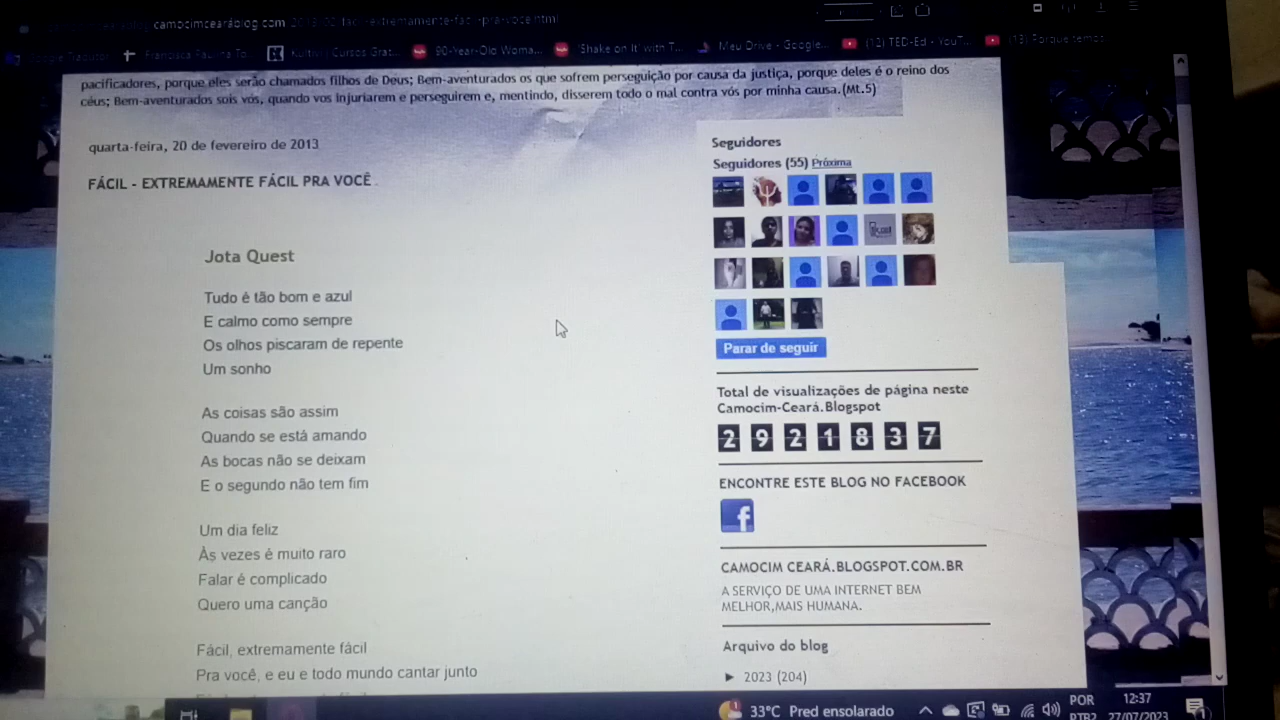 camocimcearáblog.com
Meu Drive - Google...
pacificadores, porque eles serão chamados filhos de Deus; Bem-aventurados os que sofrem perseguição por causa da justiça, porque deles é o reino dos
céus; Bem-aventurados sois vós, quando vos injuriarem e perseguirem e, mentindo, disserem todo o mal contra vós por minha causa.(Mt.5)
quarta-feira, 20 de fevereiro de 2013
FÁCIL - EXTREMAMENTE FÁCIL PRA VOCÊ
Jota Quest
Tudo é tão bom e azul
E calmo como sempre
Os olhos piscaram de repente
Um sonho
As coisas são assim
Quando se está amando
As bocas não se deixam
E o segundo não tem fim
Um dia feliz
Às vezes é muito raro
Falar é complicado
Quero uma canção
Fácil, extremamente fácil
Pra você, e eu e todo mundo cantar junto
Seguidores
Seguidores (55) Próxima
Parar de seguir
Total de visualizações de página neste
Camocim-Ceará.Blogspot
2921837
ENCONTRE ESTE BLOG NO FACEBOOK
CAMOCIM CEARÁ.BLOGSPOT.COM.BR
A SERVIÇO DE UMA INTERNET BEM
MELHOR,MAIS HUMANA.
Arquivo do blog
► 2023 (204)
33°C Pred ensolarado
POR
PTB2
12:37
27/07/2023